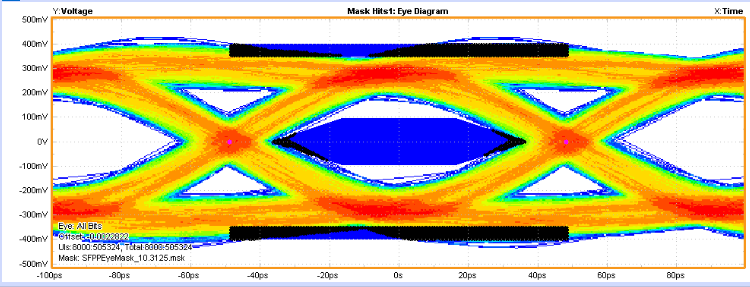 Y:Voltage Mask Hits1: Eye Diagram X:Time
500mV
400mV
300mV
200mV
100mV
0V
-100mV
-200mV
-300mV
-400mV
-500mV
Eye: All Bits
UIs:8000:505324, Total:8000:505324
Mask: SFPPEyeMask_10.3125.msk
-100ps -80ps -60ps -40ps -20ps 0s 20ps 40ps 60ps 80ps